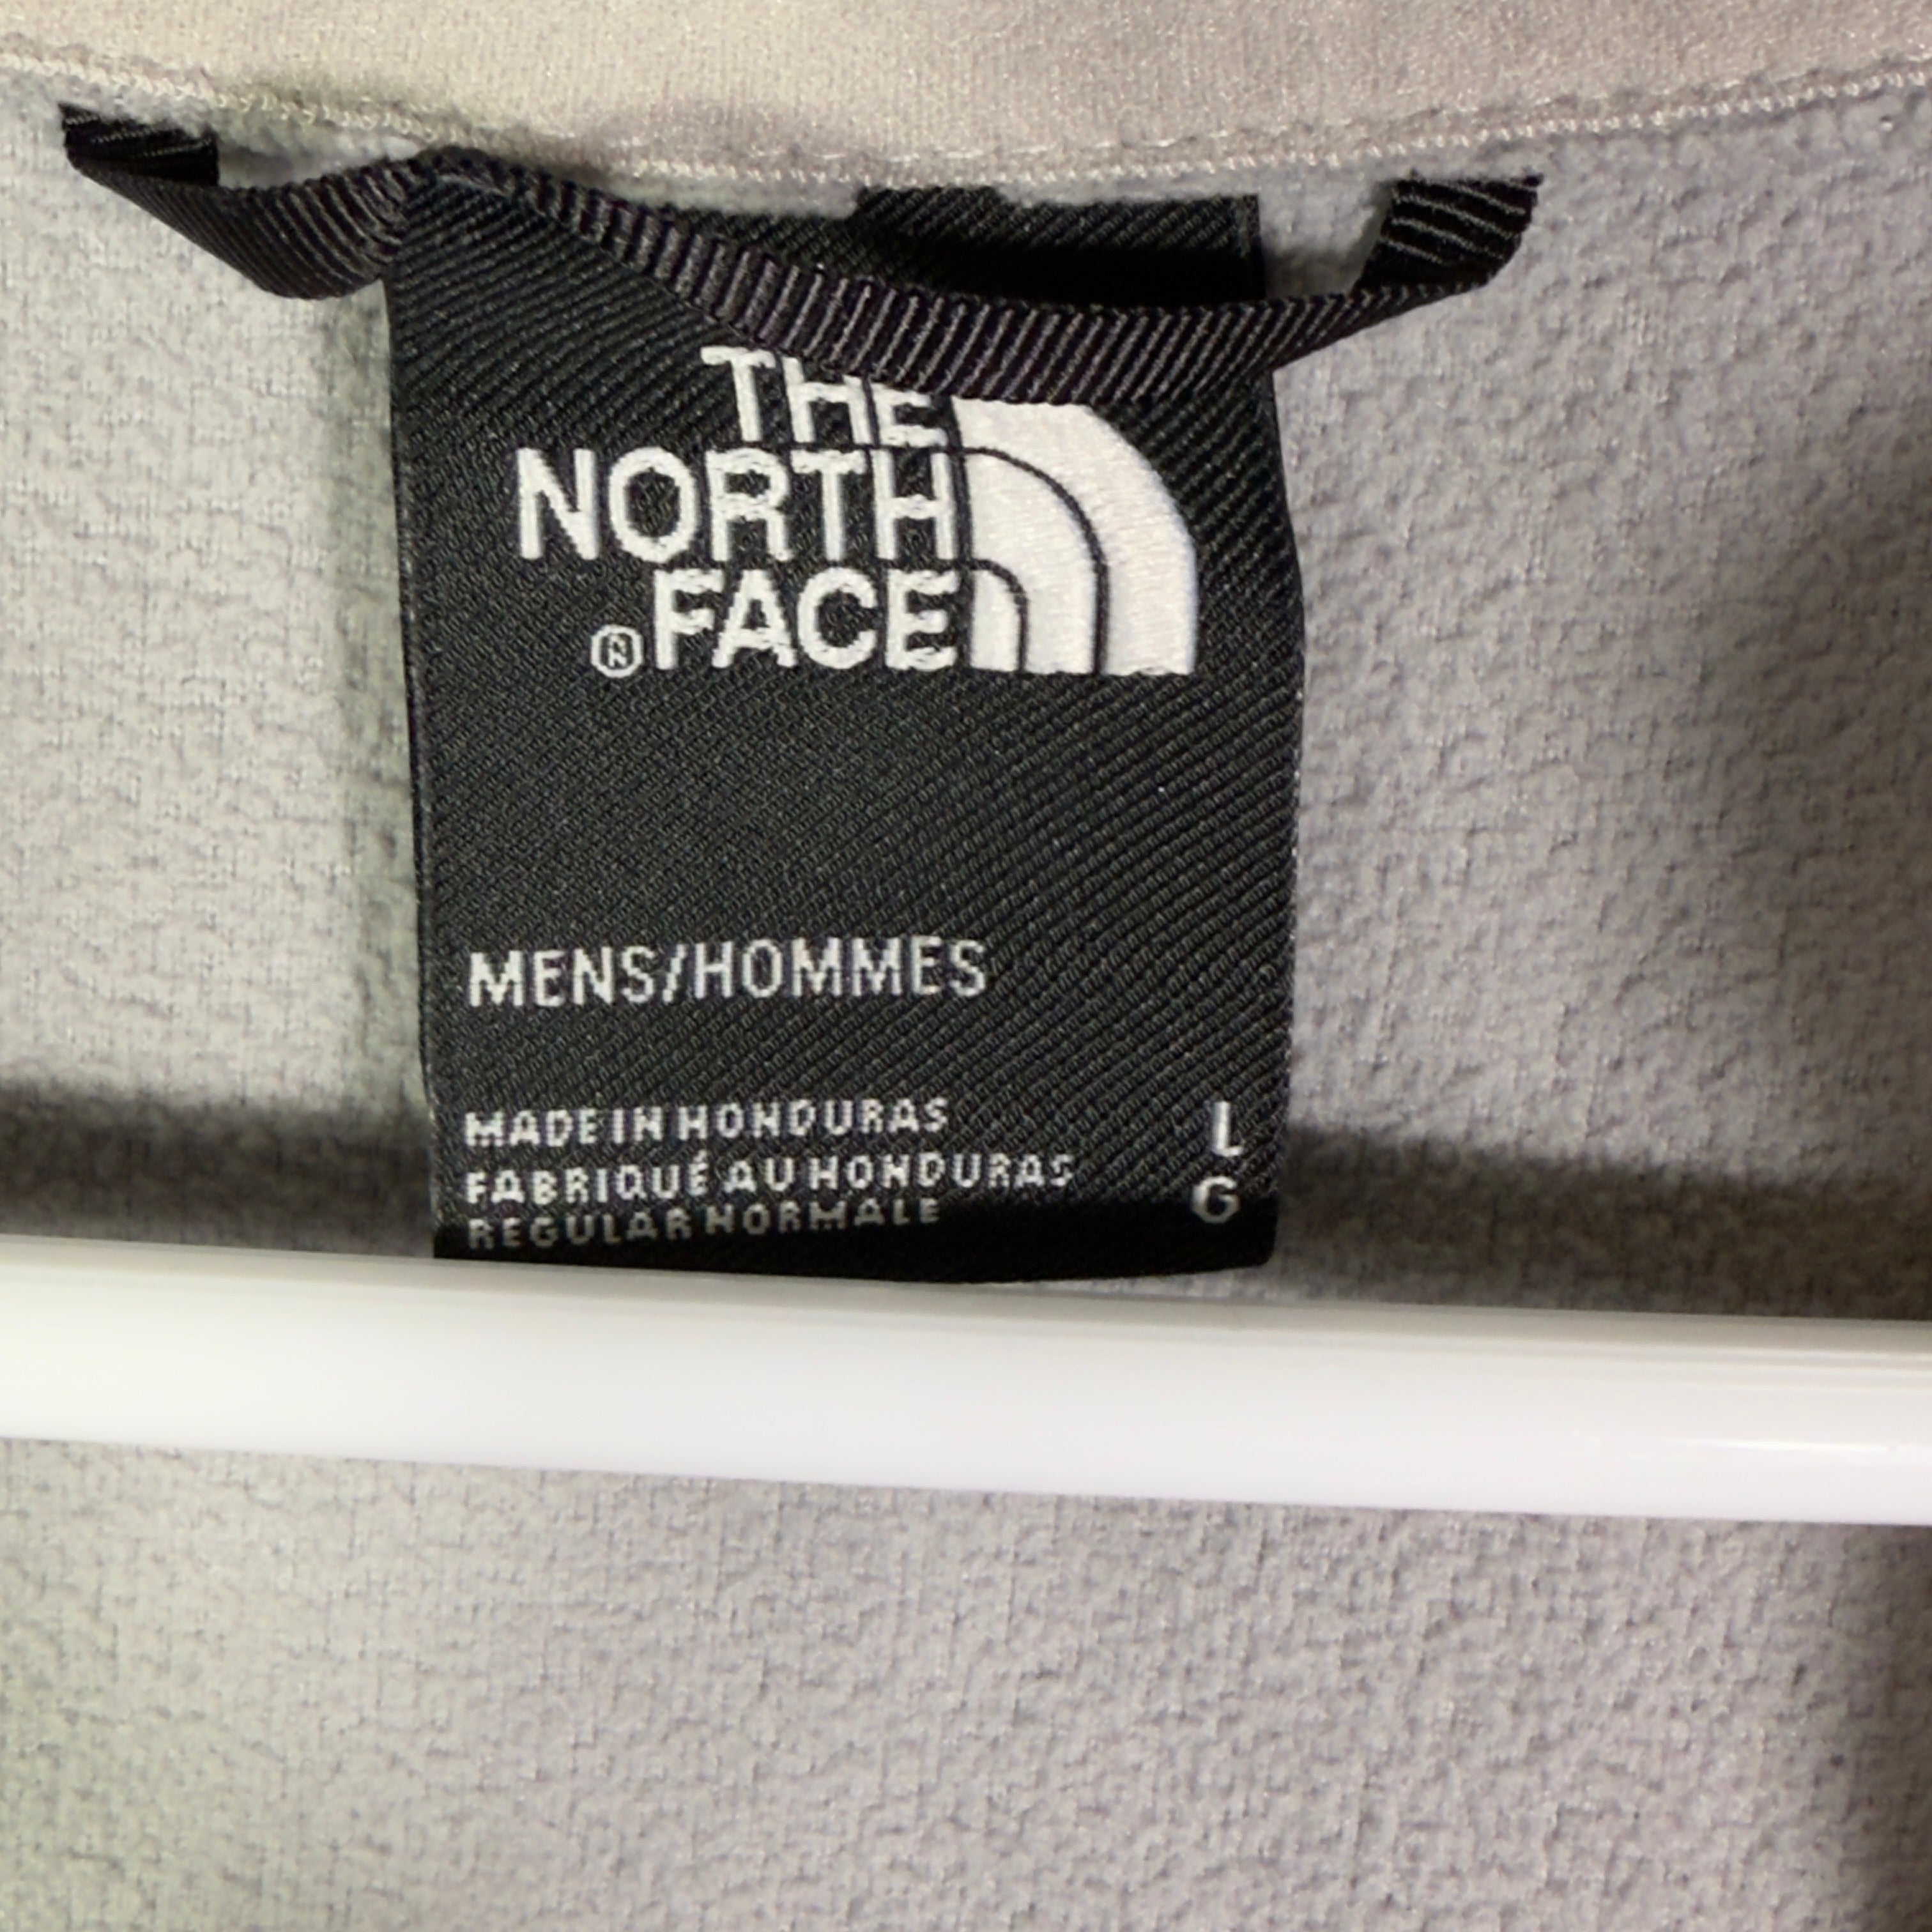 THE
NORTH
FACE
MENS/HOMMES
MADE IN HONDURAS L
FABRIQUÉ AU HONDURAS G
REGULAR NORMALE